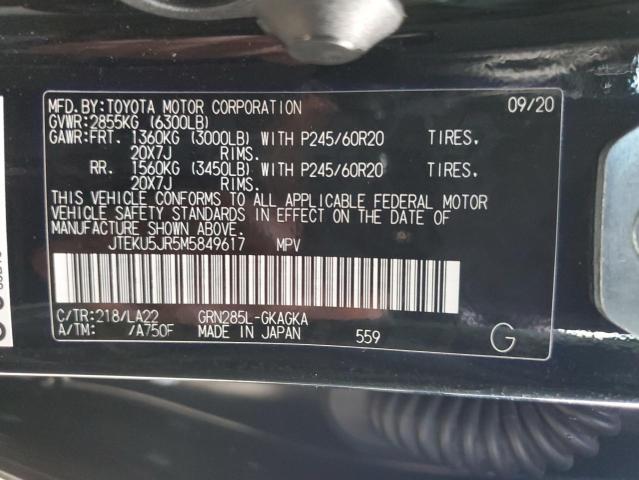 MFD.BY:TOYOTA MOTOR CORPORATION 09/20
GVWR:2855KG (6300LB)
GAWR:FRT. 1360KG (3000LB) WITH P245/60R20 TIRES.
20X7J RIMS.
RR. 1560KG (3450LB) WITH P245/60R20 TIRES.
20X7J RIMS.
THIS VEHICLE CONFORMS TO ALL APPLICABLE FEDERAL MOTOR
VEHICLE SAFETY STANDARDS IN EFFECT ON THE DATE OF
MANUFACTURE SHOWN ABOVE.
JTEKU5JR5M5849617 MPV
C/TR:218/LA22 GRN285L-GKAGKA
A/TM: /A750F MADE IN JAPAN 559 G